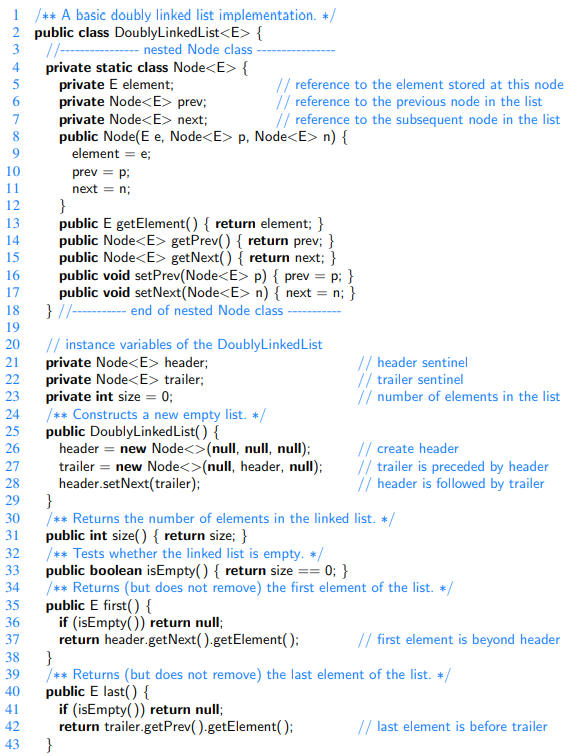 1 /** A basic doubly linked list implementation. */
2 public class DoublyLinkedList<E> {
3 //---------------- nested Node class ----------------
4 private static class Node<E> {
5 private E element; // reference to the element stored at this node
6 private Node<E> prev; // reference to the previous node in the list
7 private Node<E> next; // reference to the subsequent node in the list
8 public Node(E e, Node<E> p, Node<E> n) {
9 element = e;
10 prev = p;
11 next = n;
12 }
13 public E getElement() { return element; }
14 public Node<E> getPrev() { return prev; }
15 public Node<E> getNext() { return next; }
16 public void setPrev(Node<E> p) { prev = p; }
17 public void setNext(Node<E> n) { next = n; }
18 } //----------- end of nested Node class -----------
19
20 // instance variables of the DoublyLinkedList
21 private Node<E> header; // header sentinel
22 private Node<E> trailer; // trailer sentinel
23 private int size = 0; // number of elements in the list
24 /** Constructs a new empty list. */
25 public DoublyLinkedList() {
26 header = new Node<>(null, null, null); // create header
27 trailer = new Node<>(null, header, null); // trailer is preceded by header
28 header.setNext(trailer); // header is followed by trailer
29 }
30 /** Returns the number of elements in the linked list. */
31 public int size() { return size; }
32 /** Tests whether the linked list is empty. */
33 public boolean isEmpty() { return size == 0; }
34 /** Returns (but does not remove) the first element of the list. */
35 public E first() {
36 if (isEmpty()) return null;
37 return header.getNext().getElement(); // first element is beyond header
38 }
39 /** Returns (but does not remove) the last element of the list. */
40 public E last() {
41 if (isEmpty()) return null;
42 return trailer.getPrev().getElement(); // last element is before trailer
43 }